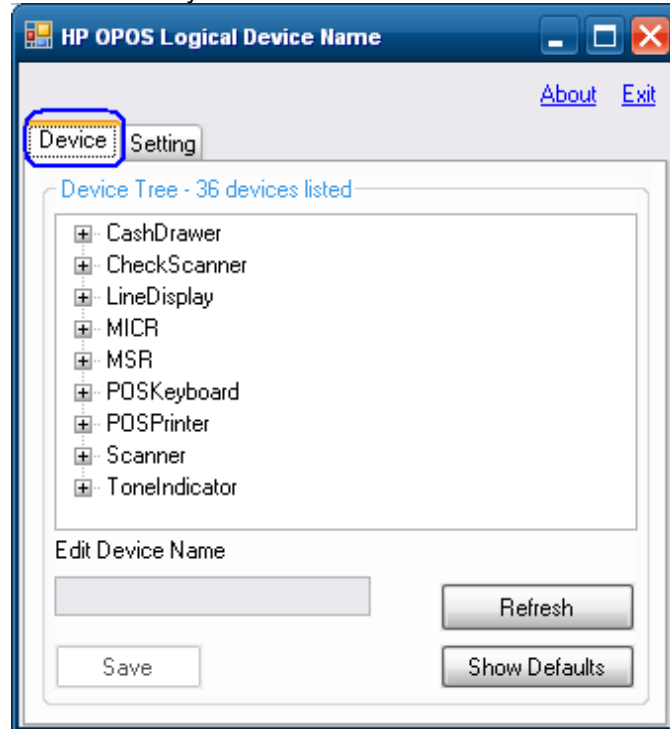 HP OPOS Logical Device Name
About Exit
Device Setting
Device Tree - 36 devices listed
CashDrawer
CheckScanner
LineDisplay
MICR
MSR
POSKeyboard
POSPrinter
Scanner
ToneIndicator
Edit Device Name
Refresh
Save Show Defaults